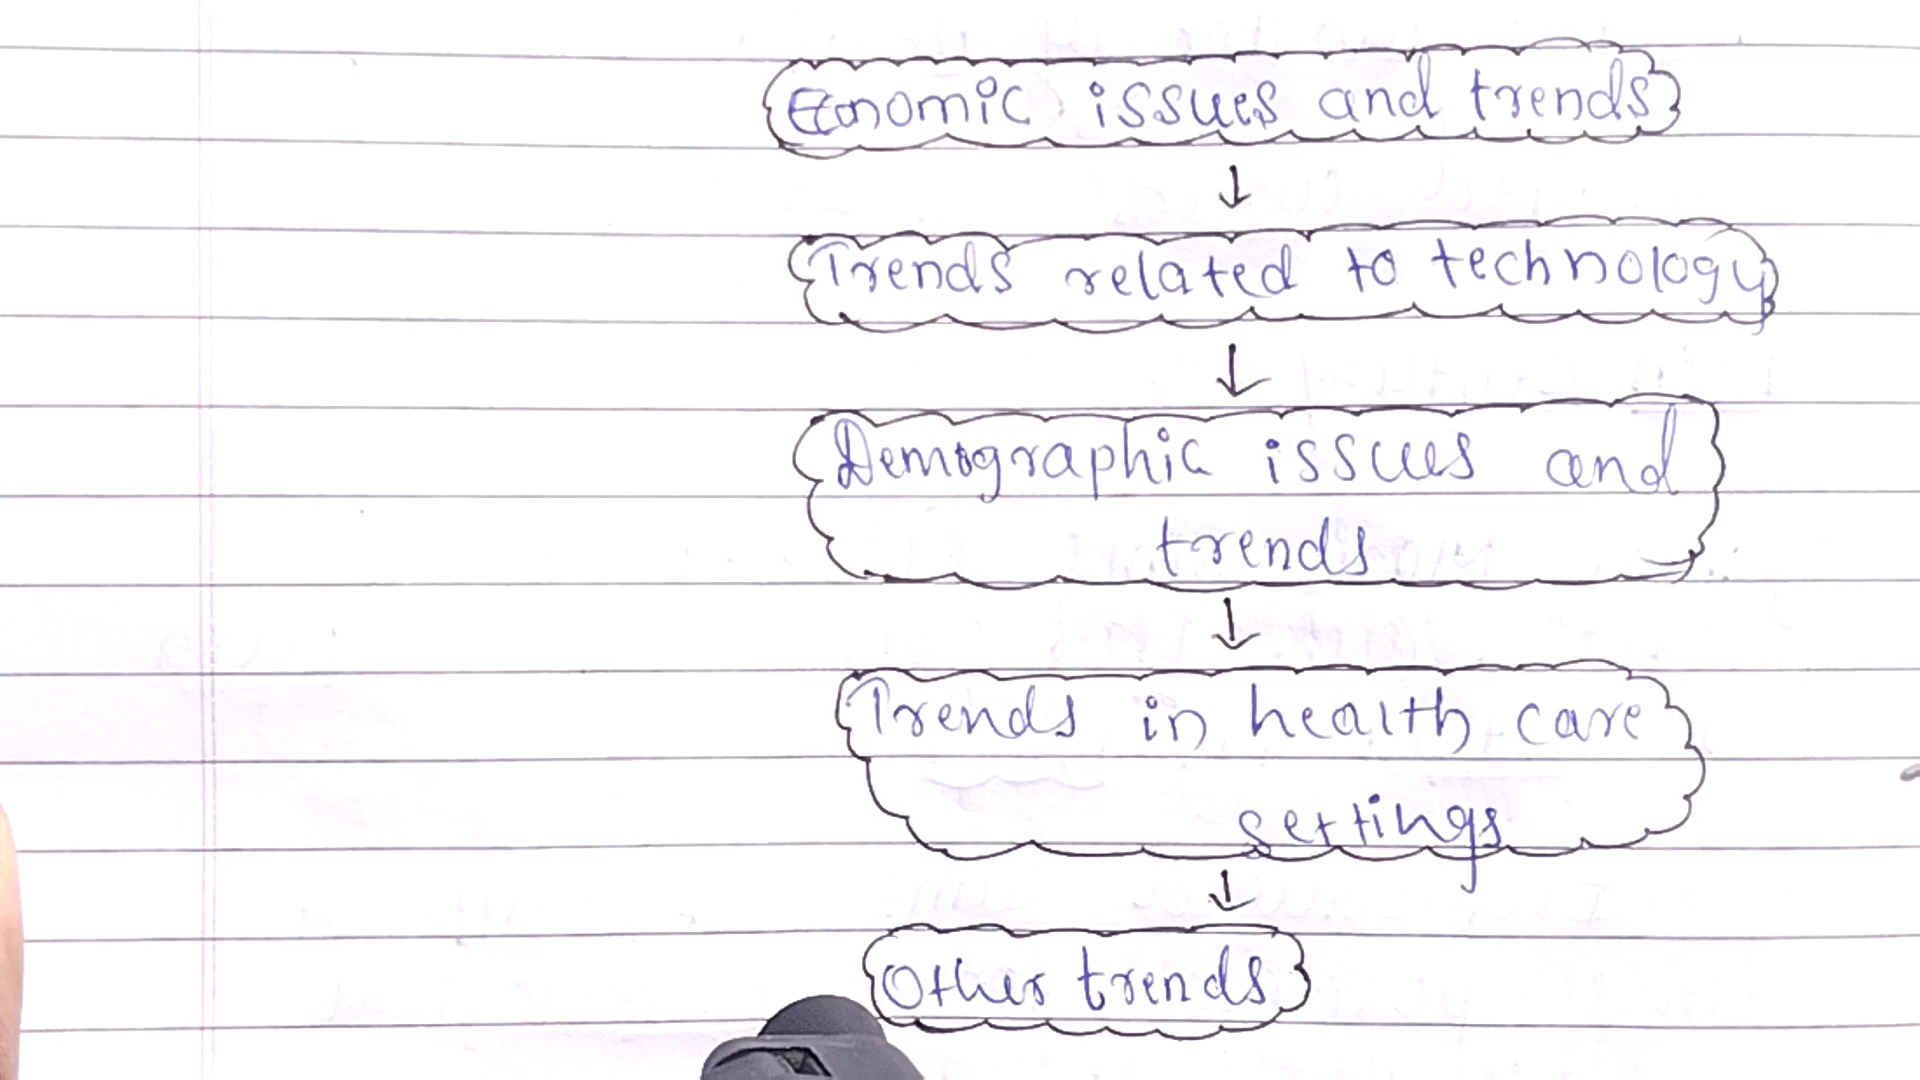 Economic issues and trends
↓
Trends related to technology
↓
Demographic issues and
trends
↓
Trends in health care
settings
↓
Other trends